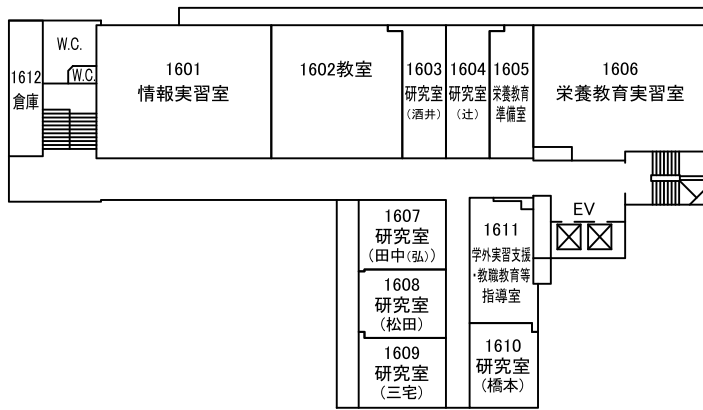 W.C.
W.C.
1612
倉庫
1601
情報実習室
1602教室
1603
研究室
(酒井)
1604
研究室
(辻)
1605
栄養教育
準備室
1606
栄養教育実習室
1607
研究室
(田中(弘))
1608
研究室
(松田)
1609
研究室
(三宅)
1611
学外実習支援
・教職教育等
指導室
1610
研究室
(橋本)
EV